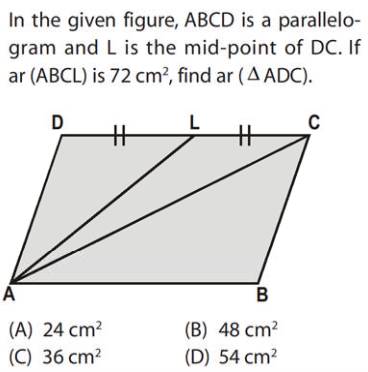 In the given figure, ABCD is a parallelo-
gram and L is the mid-point of DC. If
ar (ABCL) is 72 cm², find ar (Δ ADC).
D L C
A B
(A) 24 cm² (B) 48 cm²
(C) 36 cm² (D) 54 cm²